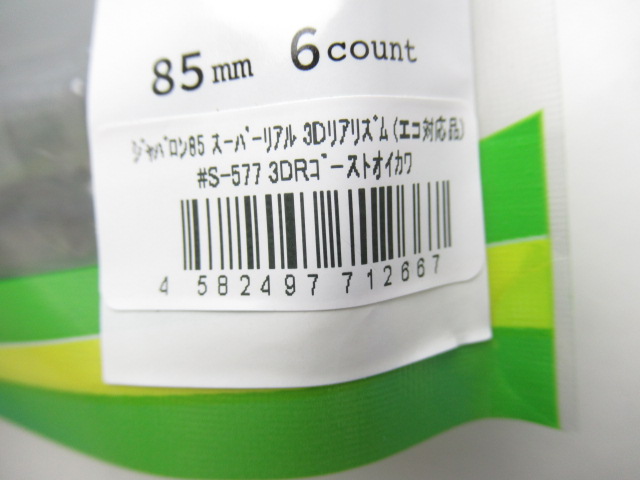 85mm 6count
ｼﾞｬﾊﾞﾛﾝ85 ｽｰﾊﾟｰﾘｱﾙ 3Dﾘｱﾘｽﾞﾑ(ｴｺ対応品)
#S-577 3DRｺﾞｰｽﾄｵｲｶﾜ
4 582497 712667